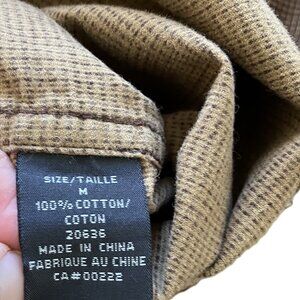 SIZE/TAILLE
M
100% COTTON/
COTON
20636
MADE IN CHINA
FABRIQUE AU CHINE
CA#00222